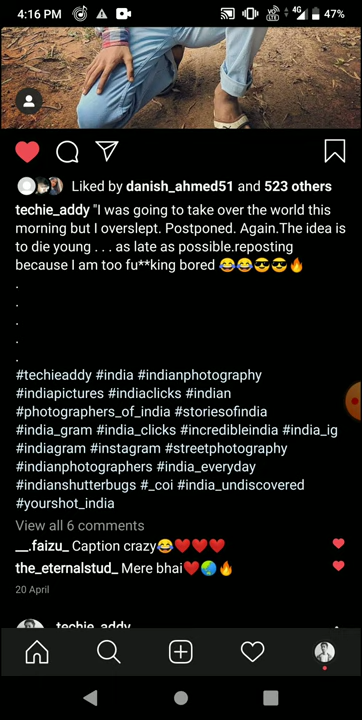 4:16 PM
VO
LTE
4G
47%
Liked by danish_ahmed51 and 523 others
techie_addy "I was going to take over the world this
morning but I overslept. Postponed. Again.The idea is
to die young . . . as late as possible.reposting
because I am too fu**king bored 😂😂😎😎🔥
.
.
.
.
.
#techieaddy #india #indianphotography
#indiapictures #indiaclicks #indian
#photographers_of_india #storiesofindia
#india_gram #india_clicks #incredibleindia #india_ig
#indiagram #instagram #streetphotography
#indianphotographers #india_everyday
#indianshutterbugs #_coi #india_undiscovered
#yourshot_india
View all 6 comments
__.faizu_ Caption crazy😂❤️❤️❤️
the_eternalstud_ Mere bhai❤️🌏🔥
20 April
techie_addy